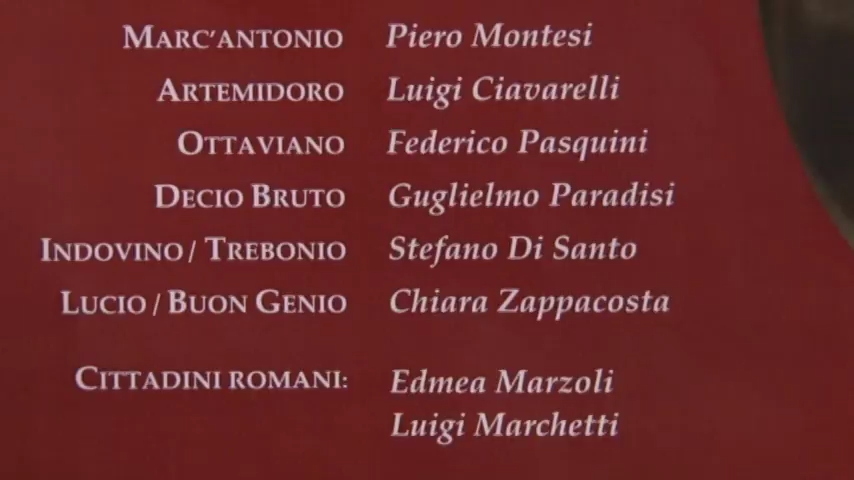 MARC'ANTONIO Piero Montesi
ARTEMIDORO Luigi Ciavarelli
OTTAVIANO Federico Pasquini
DECIO BRUTO Guglielmo Paradisi
INDOVINO / TREBONIO Stefano Di Santo
LUCIO / BUON GENIO Chiara Zappacosta
CITTADINI ROMANI: Edmea Marzoli
Luigi Marchetti